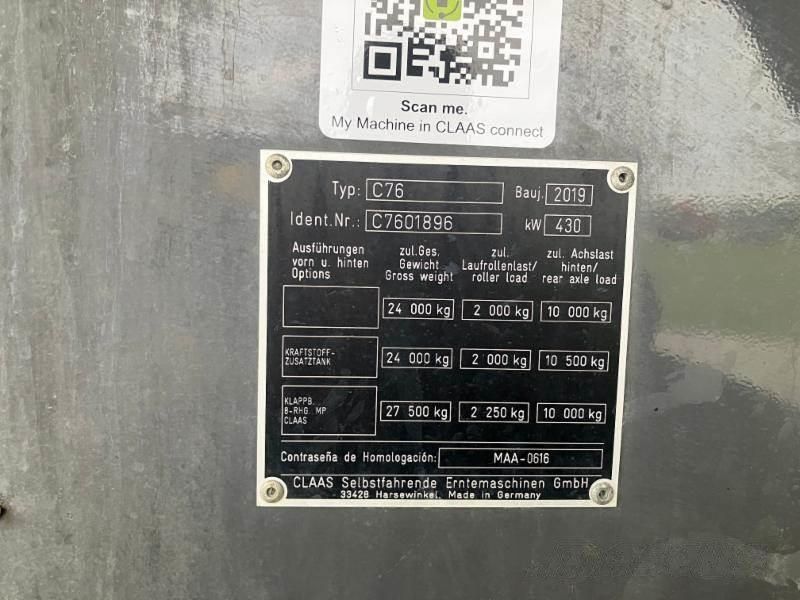 Scan me.
My Machine in CLAAS connect
Typ: C76 Bauj. 2019
Ident.Nr.: C7601896 kW 430
Ausführungen vorn u. hinten Options
zul.Ges. Gewicht Gross weight
zul. Laufrollenlast/ roller load
zul. Achslast hinten/ rear axle load
24 000 kg 2 000 kg 10 000 kg
KRAFTSTOFF-
ZUSATZTANK
24 000 kg 2 000 kg 10 500 kg
KLAPPB.
8-RHG. MP
CLAAS
27 500 kg 2 250 kg 10 000 kg
Contraseña de Homologación: MAA-0616
CLAAS Selbstfahrende Erntemaschinen GmbH
33428 Harsewinkel, Made in Germany